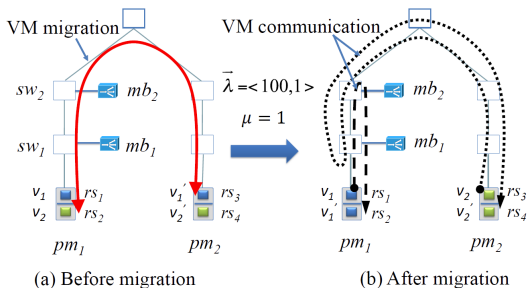 VM migration
VM communication
sw₂
mb₂
λ⃗=<100,1>
mb₂
sw₁
mb₁
μ = 1
mb₁
v₁ rs₁
v₁′ rs₃
v₁ rs₁
v₂ rs₃
v₂ rs₂
v₂′ rs₄
v₁′ rs₂
v₂′ rs₄
pm₁
pm₂
pm₁
pm₂
(a) Before migration
(b) After migration